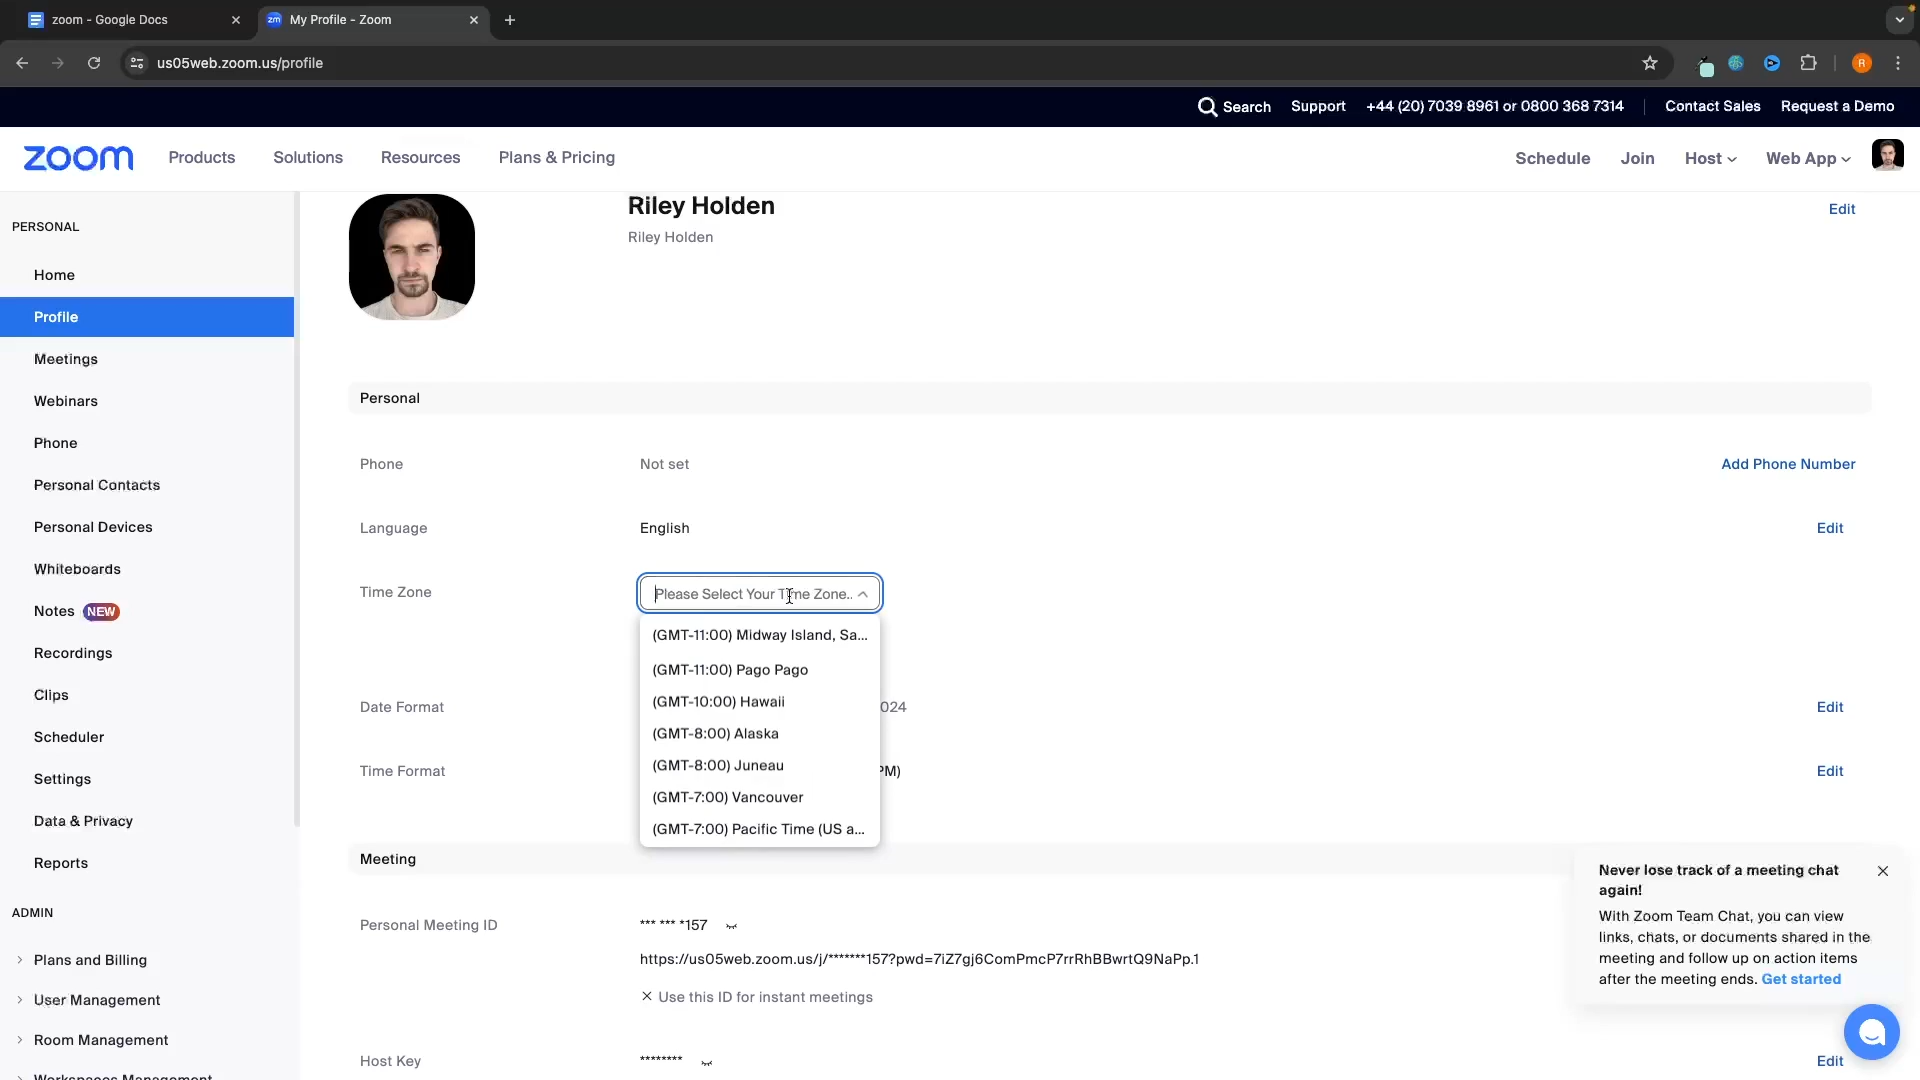 zoom - Google Docs
zm My Profile - Zoom
us05web.zoom.us/profile
R
Search Support +44 (20) 7039 8961 or 0800 368 7314 Contact Sales Request a Demo
zoom Products Solutions Resources Plans & Pricing Schedule Join Host Web App
PERSONAL
Home
Profile
Meetings
Webinars
Phone
Personal Contacts
Personal Devices
Whiteboards
Notes NEW
Recordings
Clips
Scheduler
Settings
Data & Privacy
Reports
ADMIN
Plans and Billing
User Management
Room Management
Workspaces Management
Riley Holden
Edit
Riley Holden
Personal
Phone Not set Add Phone Number
Language English Edit
Time Zone Please Select Your Time Zone..
(GMT-11:00) Midway Island, Sa...
(GMT-11:00) Pago Pago
(GMT-10:00) Hawaii
(GMT-8:00) Alaska
(GMT-8:00) Juneau
(GMT-7:00) Vancouver
(GMT-7:00) Pacific Time (US a...
Date Format 024 Edit
Time Format PM) Edit
Meeting
Personal Meeting ID *** *** *157
https://us05web.zoom.us/j/*******157?pwd=7iZ7gj6ComPmcP7rrRhBBwrtQ9NaPp.1
Use this ID for instant meetings
Host Key ******** Edit
Never lose track of a meeting chat
again!
With Zoom Team Chat, you can view
links, chats, or documents shared in the
meeting and follow up on action items
after the meeting ends. Get started